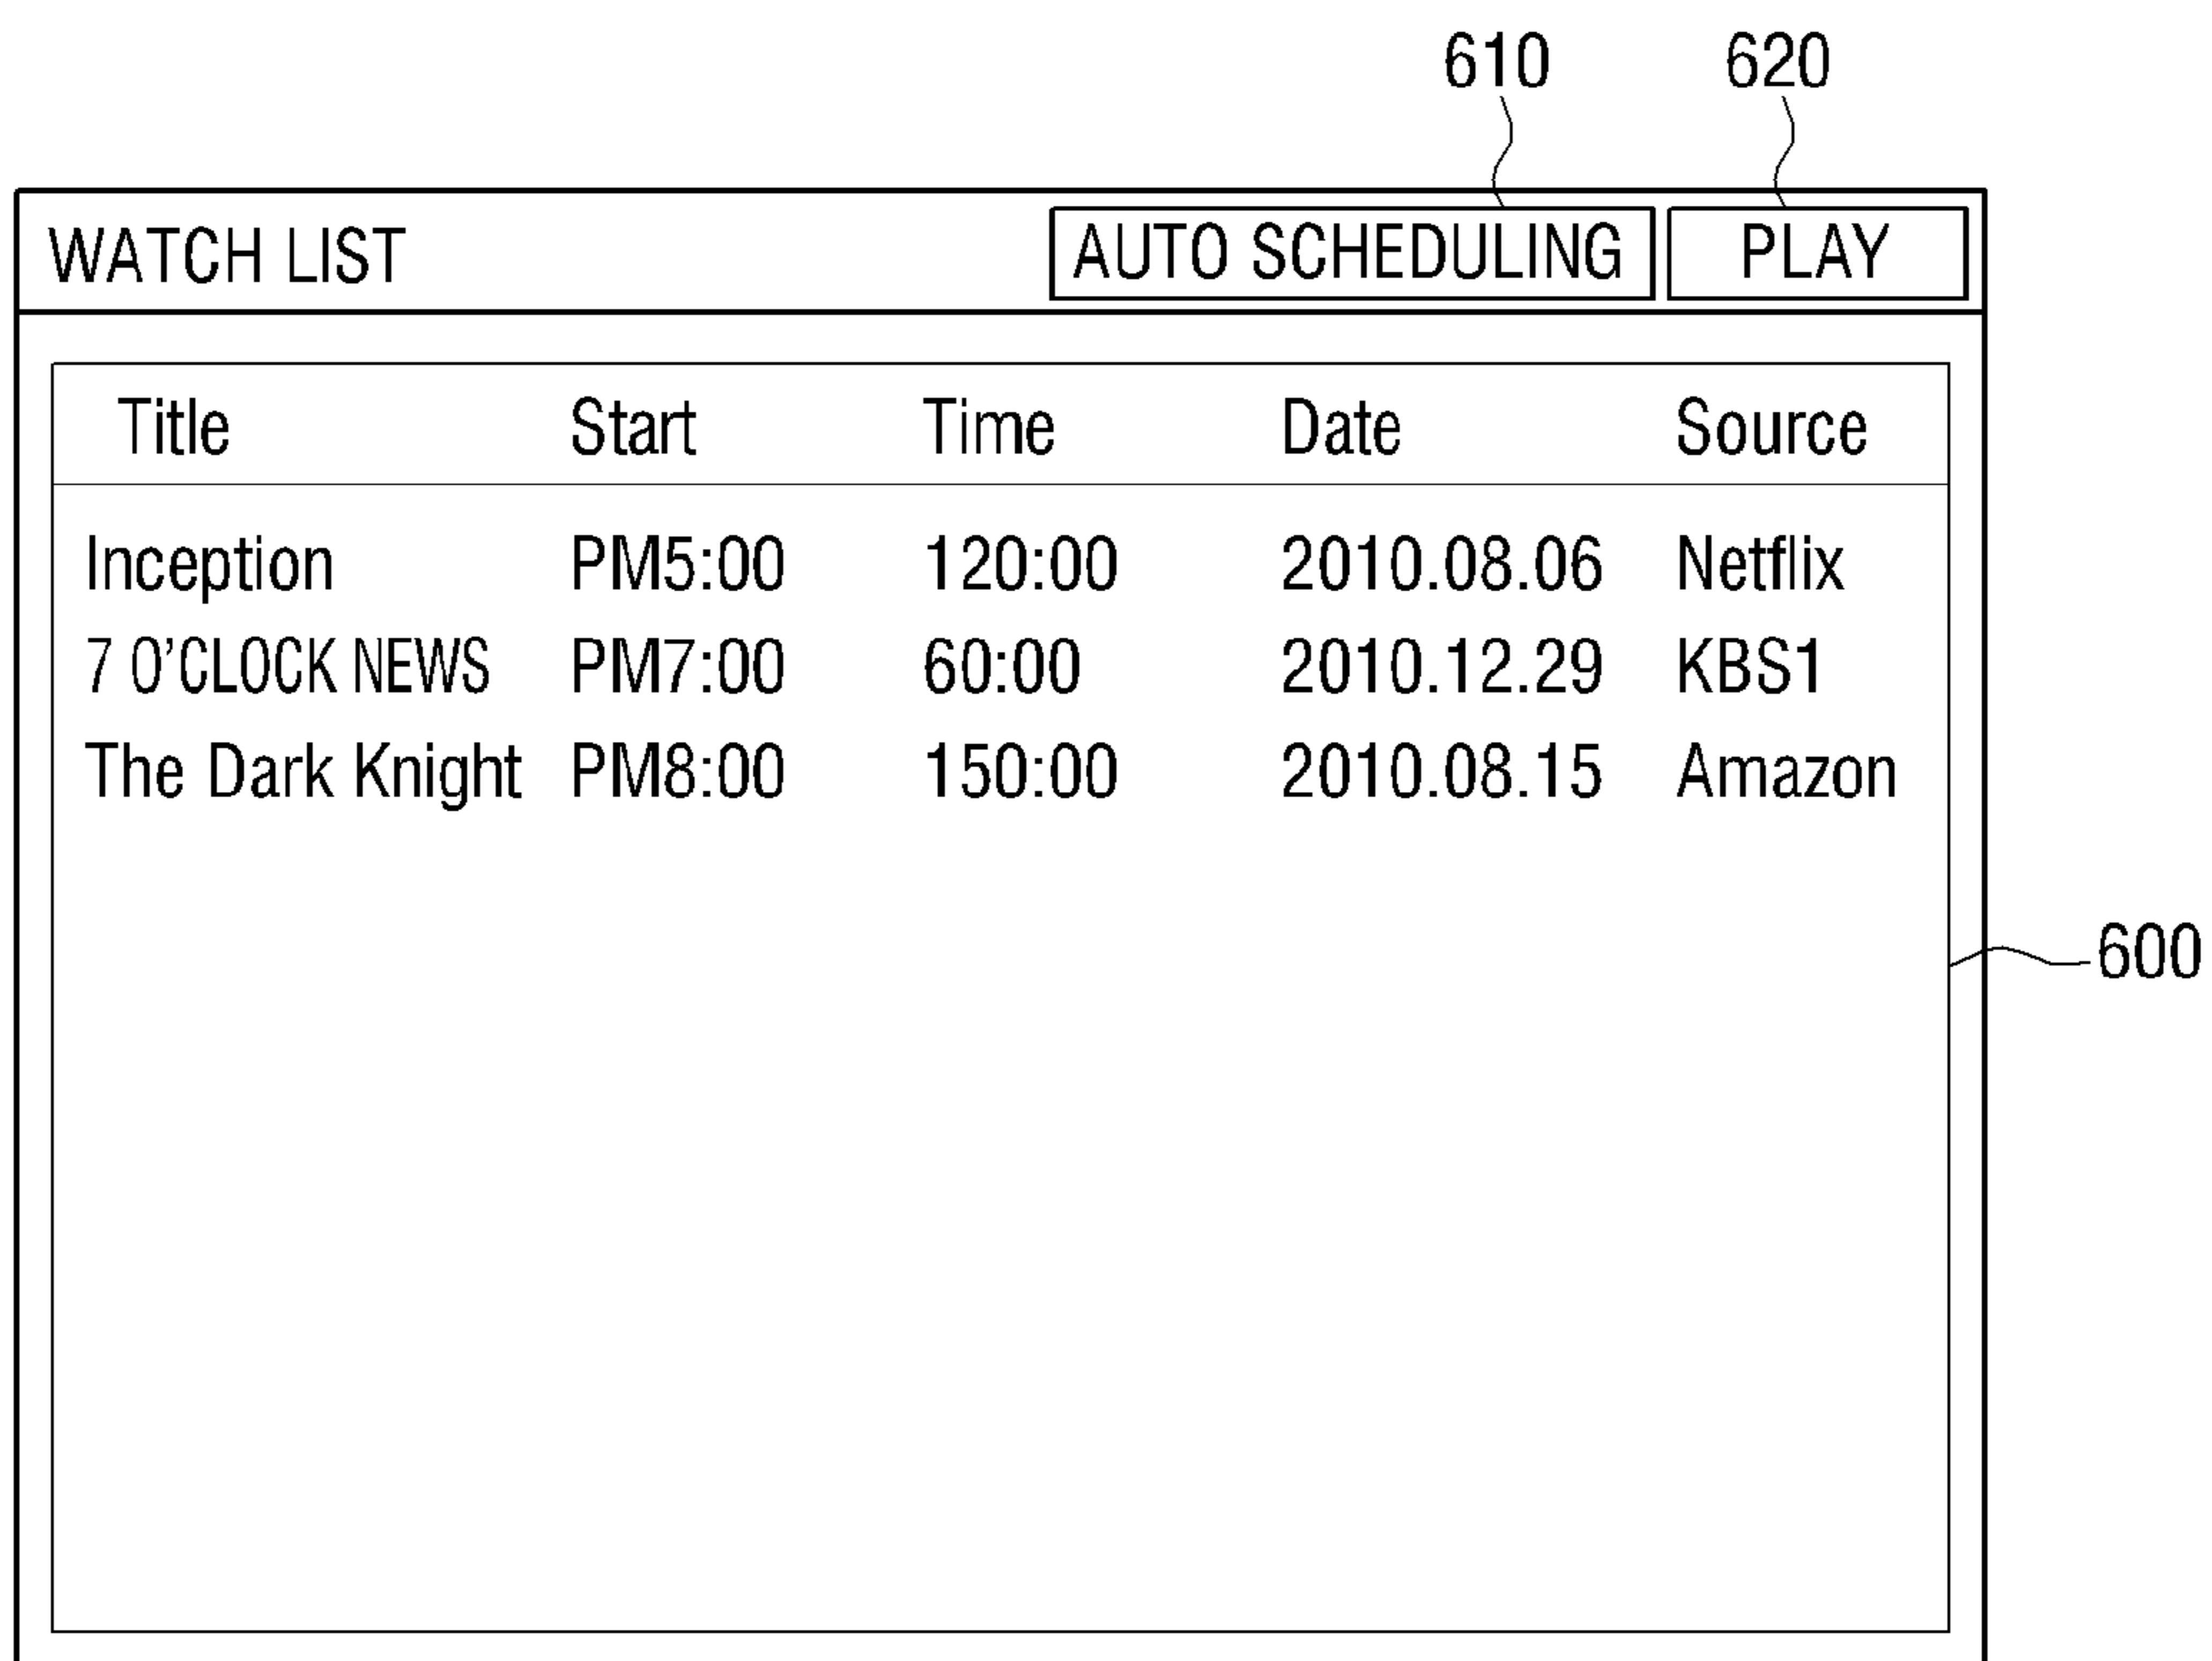 610 620
WATCH LIST AUTO SCHEDULING PLAY
Title Start Time Date Source
Inception PM5:00 120:00 2010.08.06 Netflix
7 O'CLOCK NEWS PM7:00 60:00 2010.12.29 KBS1
The Dark Knight PM8:00 150:00 2010.08.15 Amazon
600